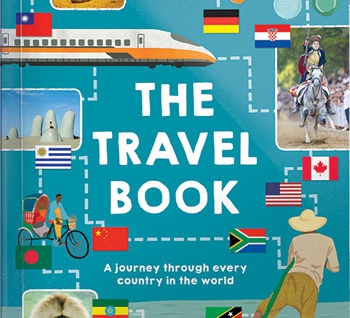 THE
TRAVEL
BOOK
A journey through every
country in the world